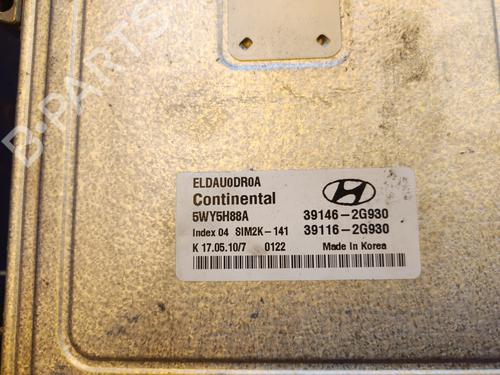 B-PARTS
ELDAU0DR0A
Continental
5WY5H88A 39146-2G930
Index 04 SIM2K-141 39116-2G930
K 17.05.10/7 0122 Made in Korea